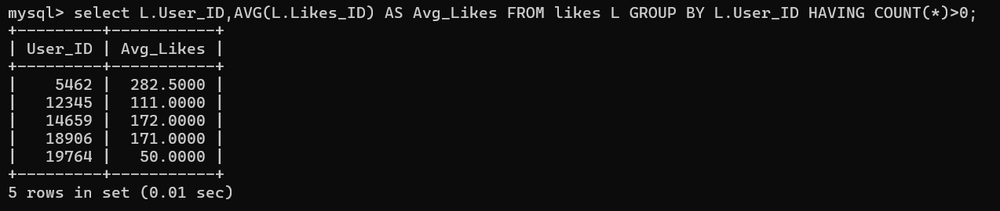 mysql> select L.User_ID,AVG(L.Likes_ID) AS Avg_Likes FROM likes L GROUP BY L.User_ID HAVING COUNT(*)>0;
+---------+-----------+
| User_ID | Avg_Likes |
+---------+-----------+
|    5462 |  282.5000 |
|   12345 |  111.0000 |
|   14659 |  172.0000 |
|   18906 |  171.0000 |
|   19764 |   50.0000 |
+---------+-----------+
5 rows in set (0.01 sec)